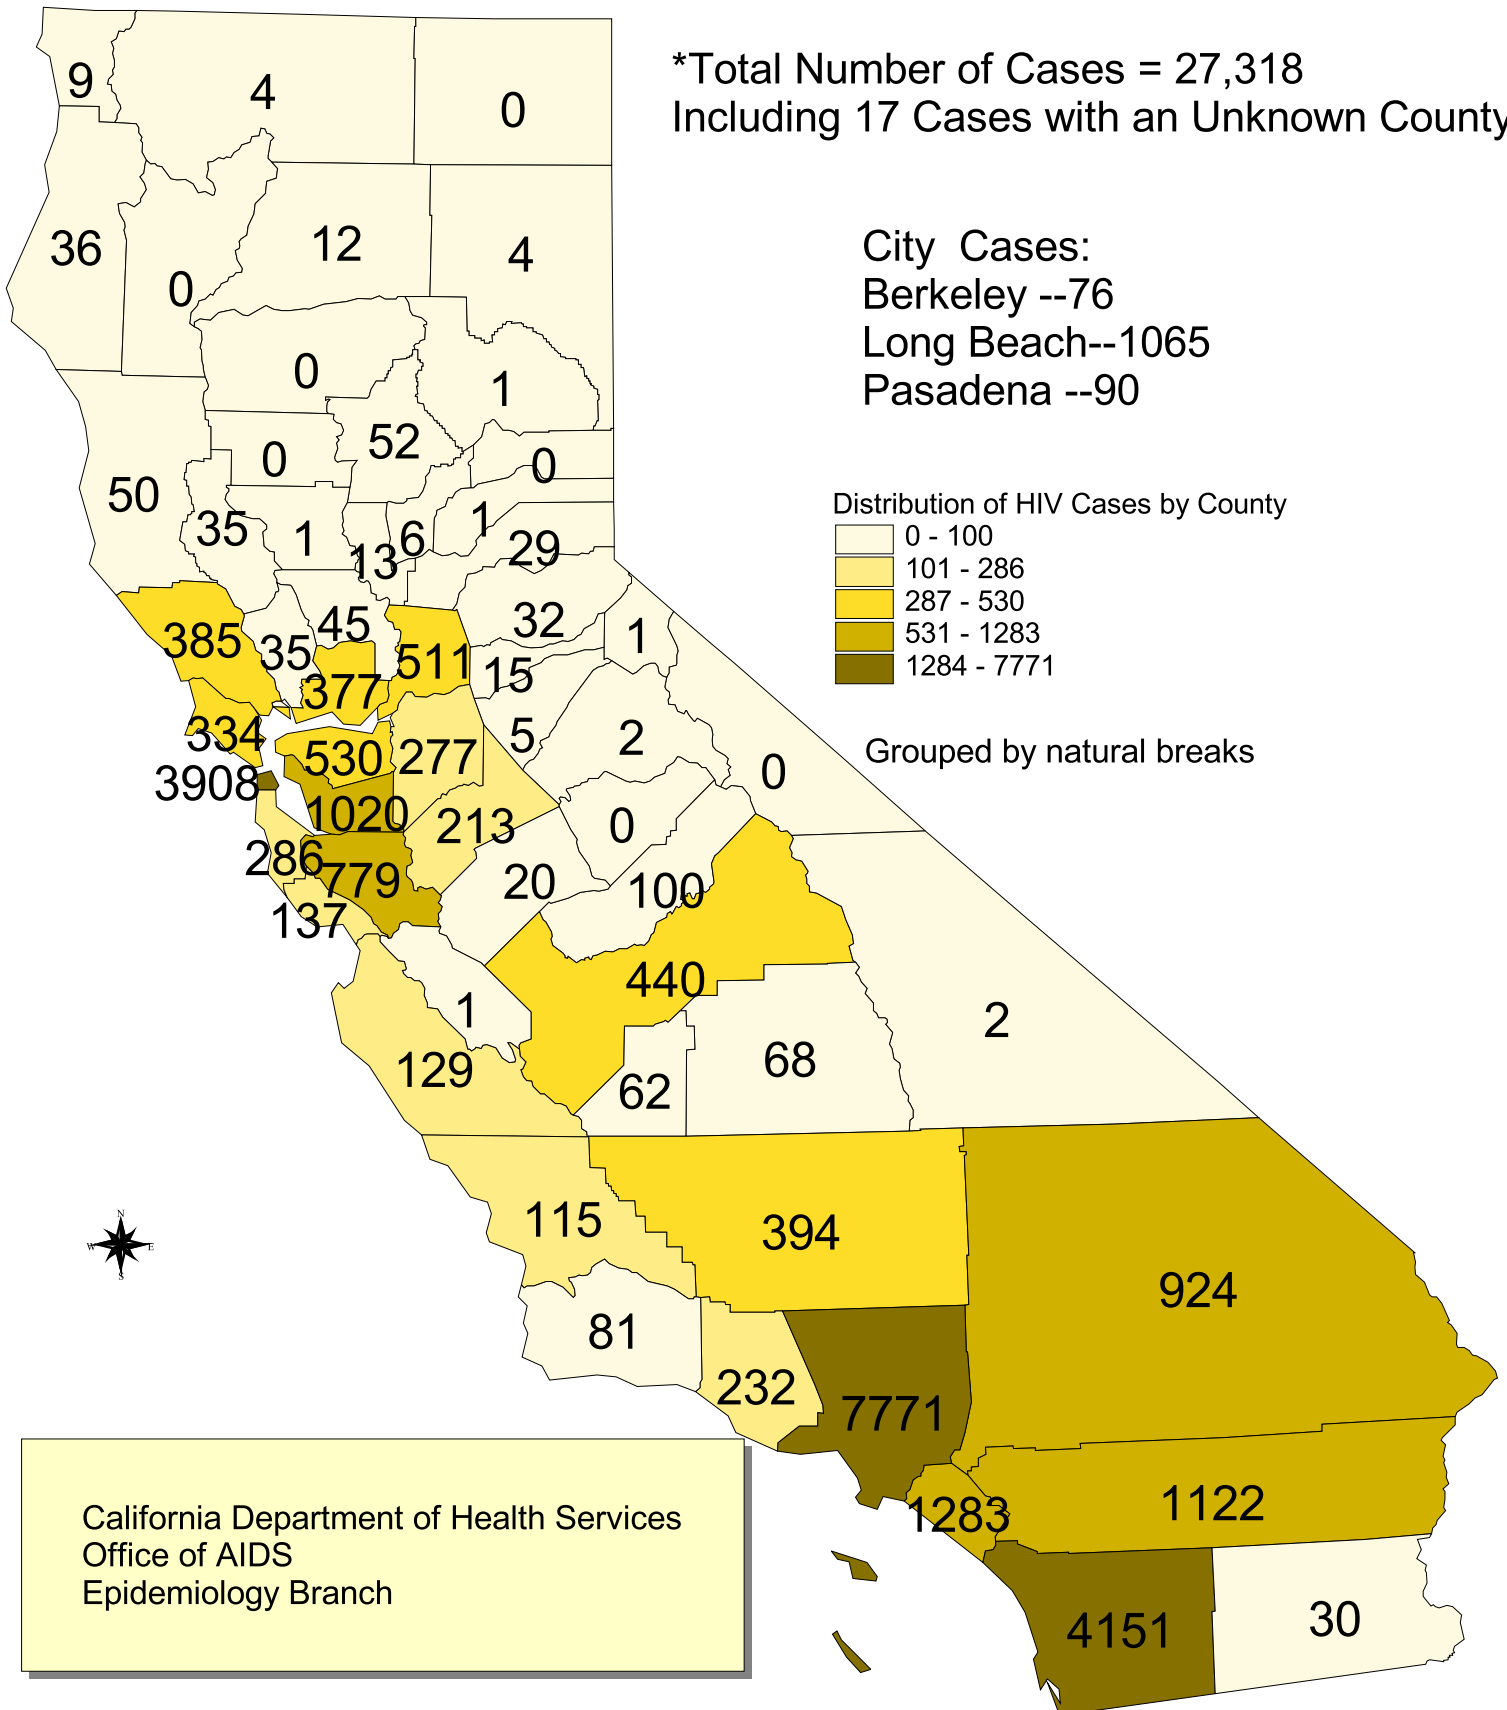 *Total Number of Cases = 27,318
Including 17 Cases with an Unknown County
City  Cases:
Berkeley --76
Long Beach--1065
Pasadena --90
Distribution of HIV Cases by County
0 - 100
101 - 286
287 - 530
531 - 1283
1284 - 7771
Grouped by natural breaks
9
4
0
36
0
12
4
0
1
50
0
52
0
35
1
13
6
1
29
385
35
45
377
511
32
1
15
334
530
277
5
2
0
3908
1020
213
0
286
779
20
100
137
440
1
129
62
68
2
115
394
924
81
232
7771
1283
1122
4151
30
N
W
E
S
California Department of Health Services
Office of AIDS
Epidemiology Branch